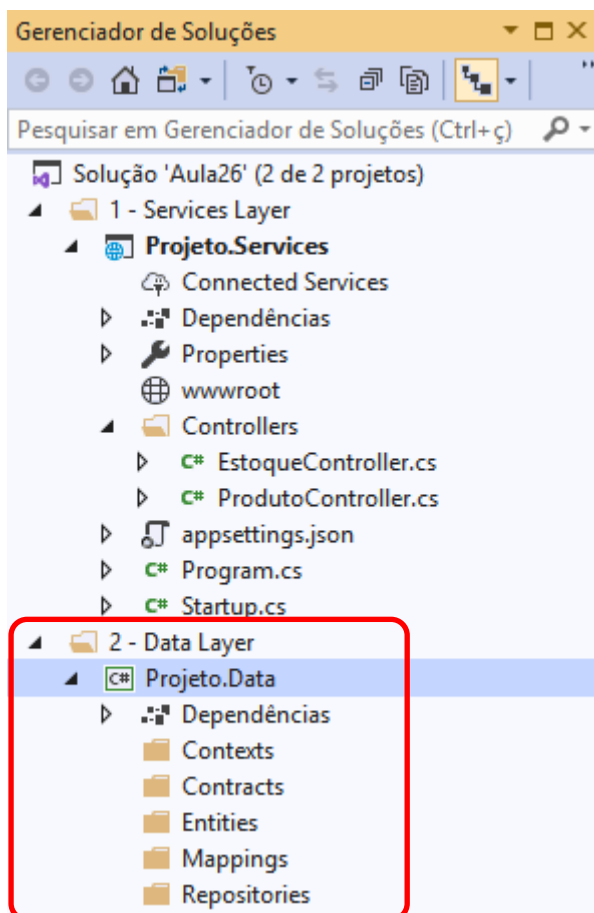 Gerenciador de Soluções
Pesquisar em Gerenciador de Soluções (Ctrl+ç)
Solução 'Aula26' (2 de 2 projetos)
1 - Services Layer
Projeto.Services
Connected Services
Dependências
Properties
wwwroot
Controllers
C# EstoqueController.cs
C# ProdutoController.cs
appsettings.json
C# Program.cs
C# Startup.cs
2 - Data Layer
C# Projeto.Data
Dependências
Contexts
Contracts
Entities
Mappings
Repositories